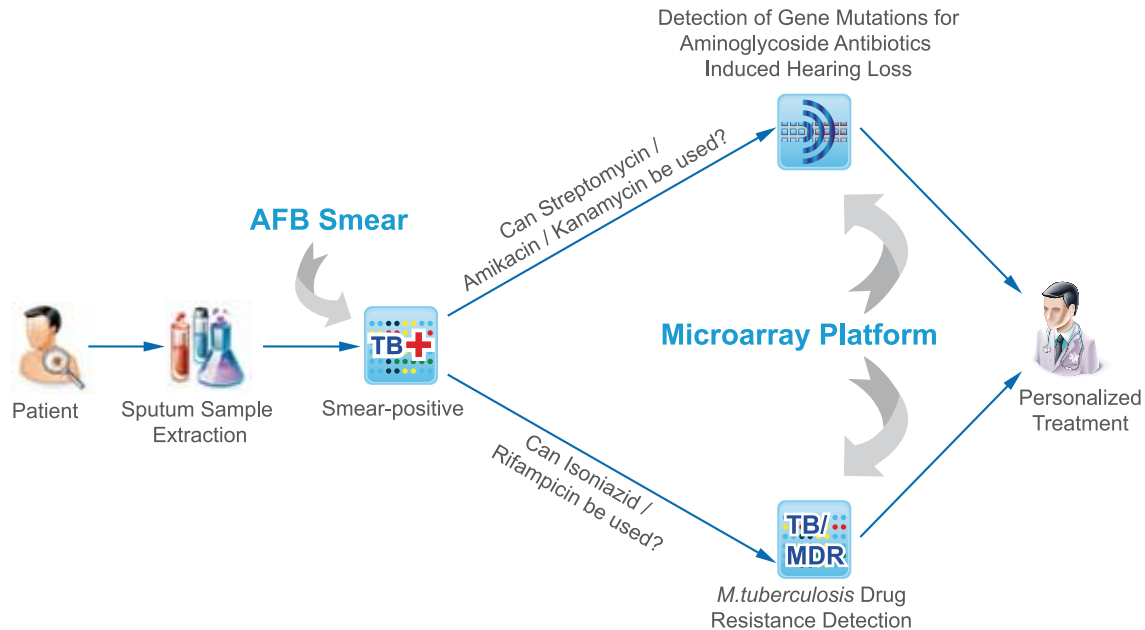 Detection of Gene Mutations for
Aminoglycoside Antibiotics
Induced Hearing Loss
Can Streptomycin /
Amikacin / Kanamycin be used?
AFB Smear
TB+
Microarray Platform
Patient
Sputum Sample
Extraction
Smear-positive
Personalized
Treatment
Can Isoniazid /
Rifampicin be used?
TB/
MDR
M.tuberculosis Drug
Resistance Detection